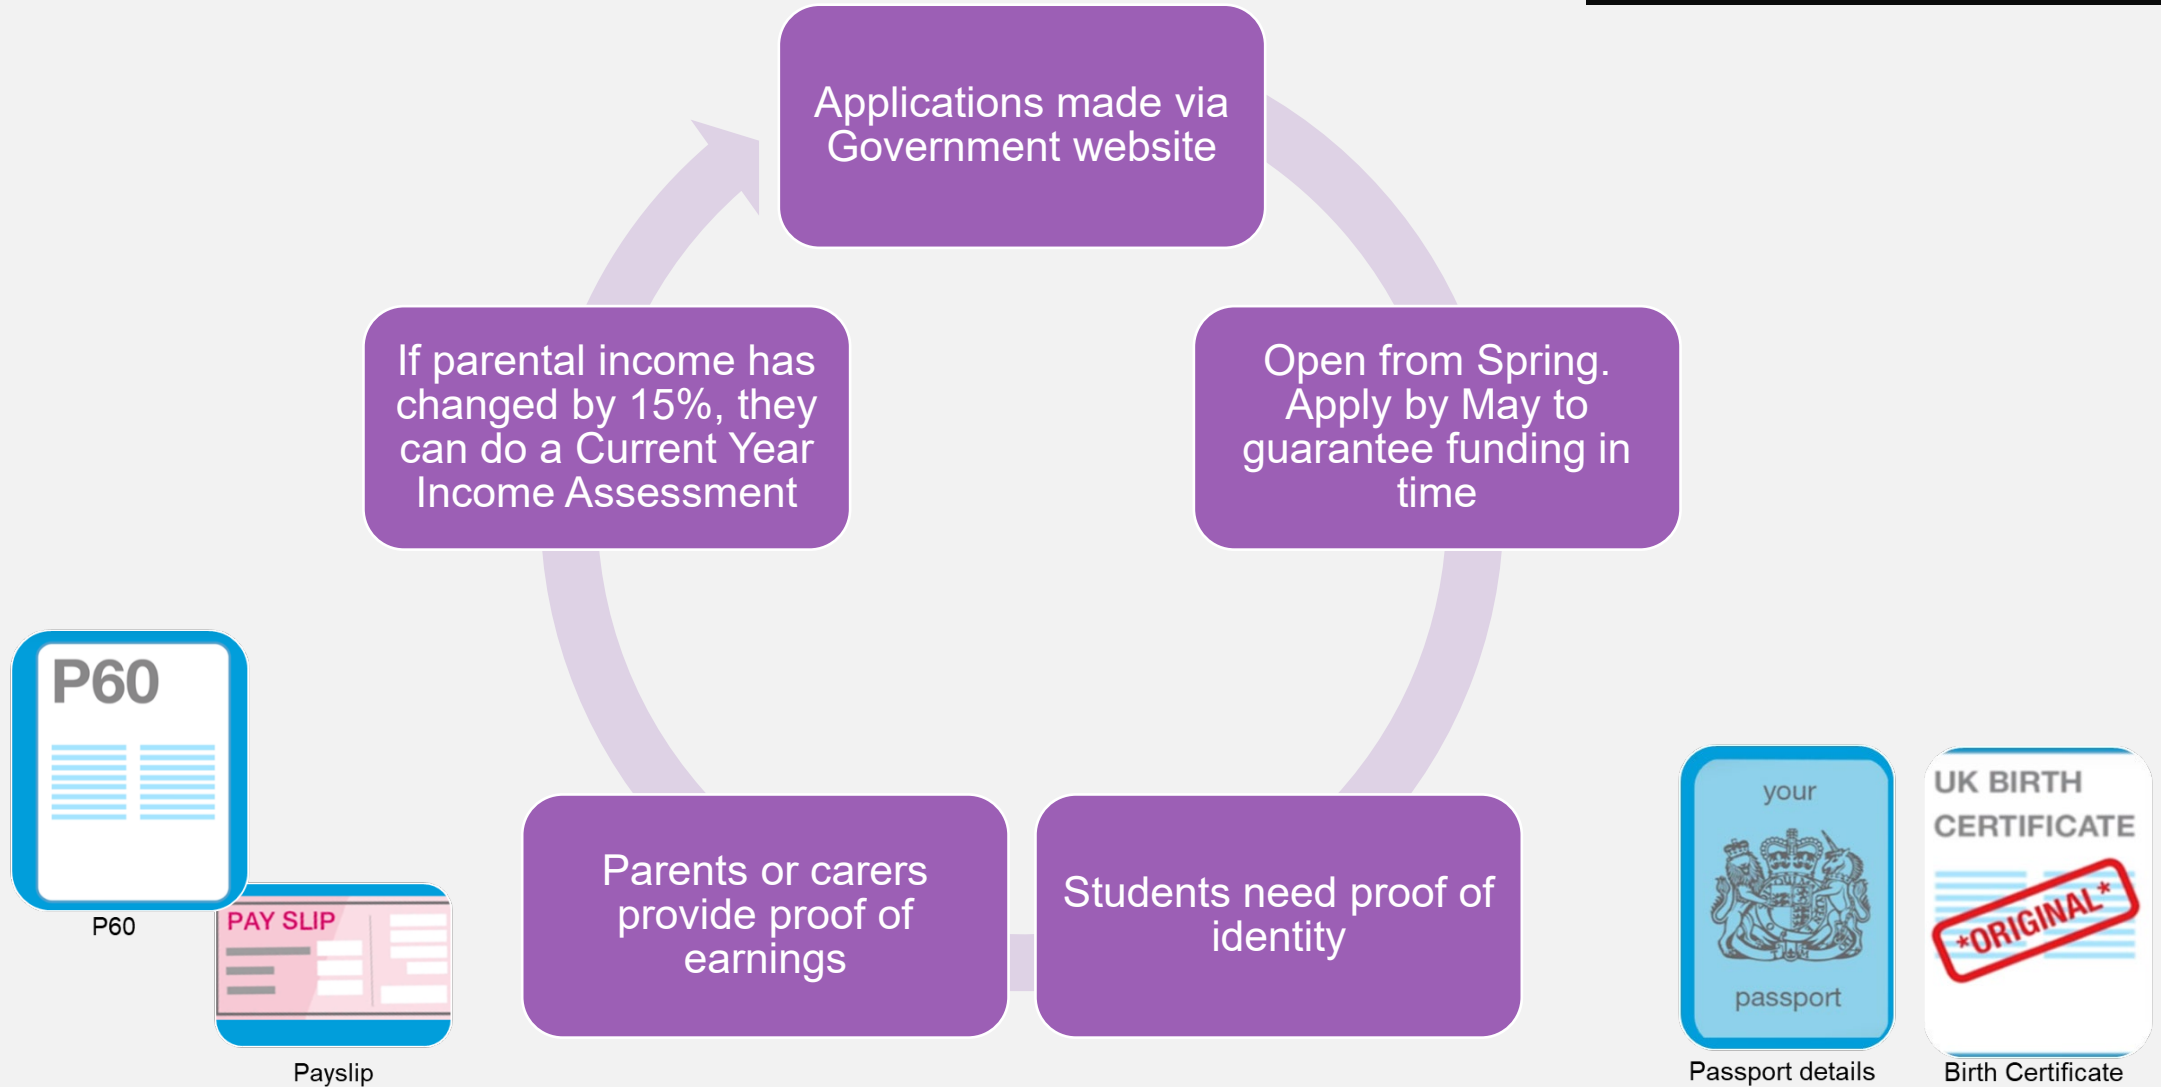 Applications made via
Government website
Open from Spring.
Apply by May to
guarantee funding in
time
Students need proof of
identity
Parents or carers
provide proof of
earnings
If parental income has
changed by 15%, they
can do a Current Year
Income Assessment
P60
P60
PAY SLIP
Payslip
your
passport
Passport details
UK BIRTH
CERTIFICATE
*ORIGINAL*
Birth Certificate